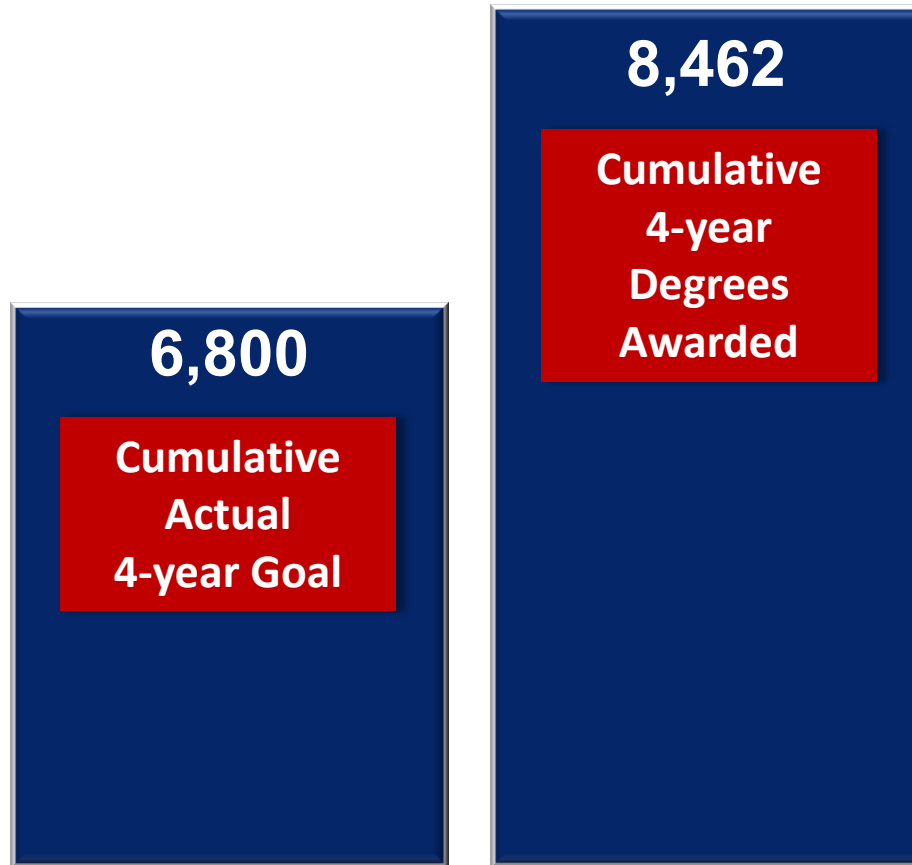 6,800
Cumulative
Actual
4-year Goal
8,462
Cumulative
4-year
Degrees
Awarded